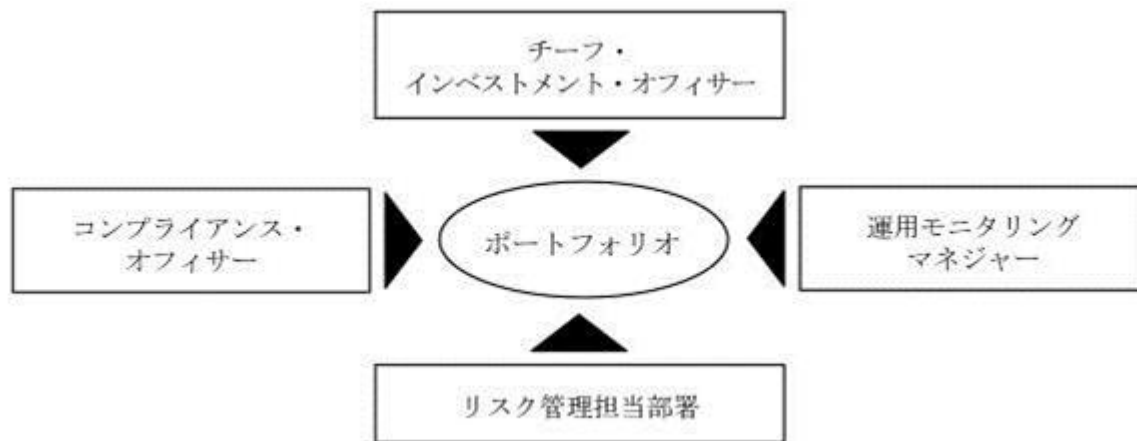 チーフ・
インベストメント・オフィサー
コンプライアンス・
オフィサー
ポートフォリオ
運用モニタリング
マネジャー
リスク管理担当部署